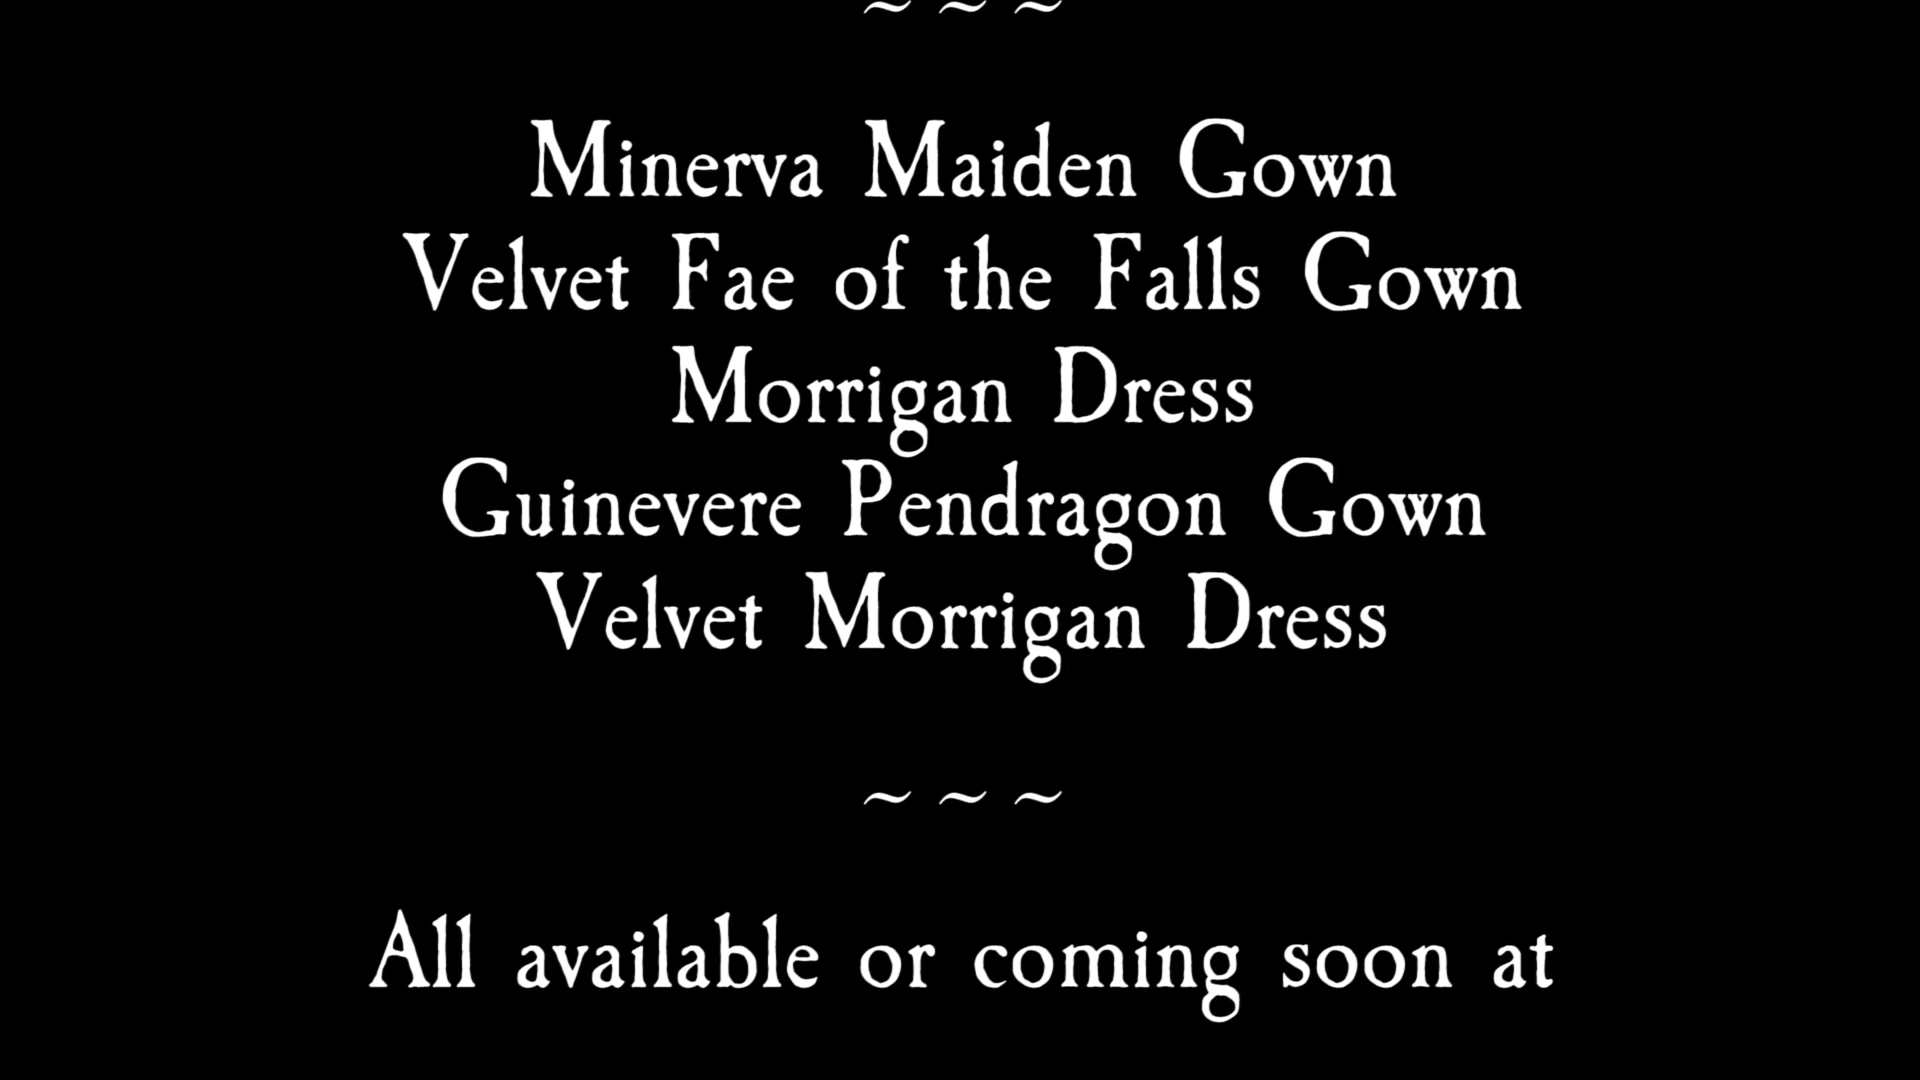 ~ ~ ~
Minerva Maiden Gown
Velvet Fae of the Falls Gown
Morrigan Dress
Guinevere Pendragon Gown
Velvet Morrigan Dress
~ ~ ~
All available or coming soon at